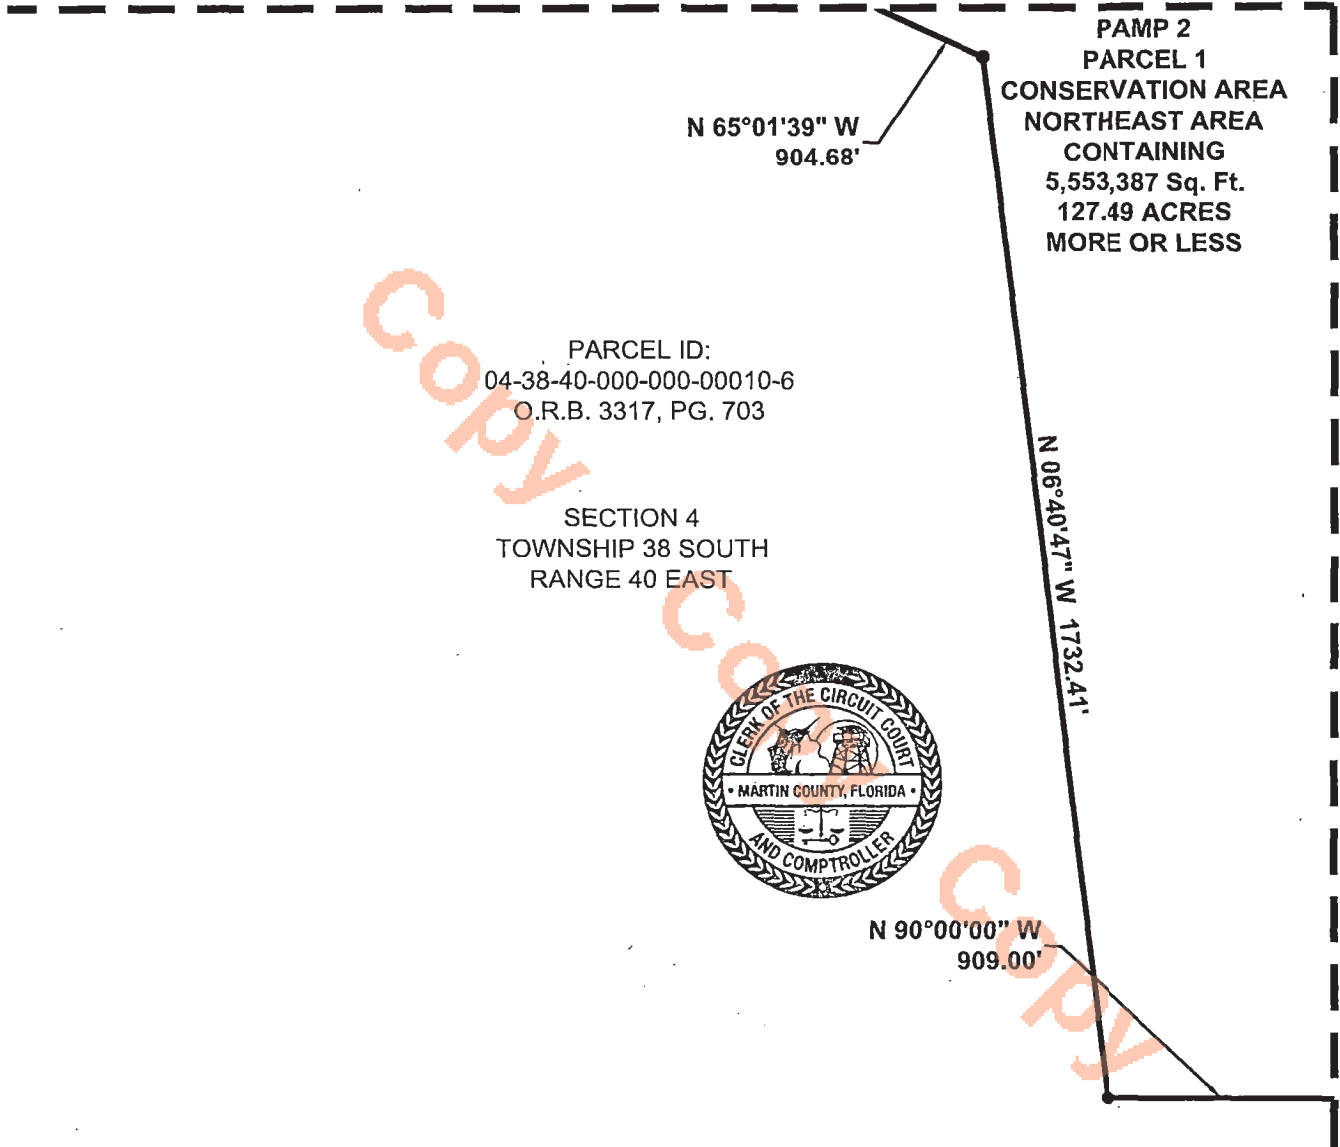 PAMP 2
PARCEL 1
CONSERVATION AREA
NORTHEAST AREA
CONTAINING
5,553,387 Sq. Ft.
127.49 ACRES
MORE OR LESS
N 65°01'39" W
904.68'
PARCEL ID:
04-38-40-000-000-00010-6
O.R.B. 3317, PG. 703
SECTION 4
TOWNSHIP 38 SOUTH
RANGE 40 EAST
N 06°40'47" W 1732.41'
CLERK OF THE CIRCUIT COURT
• MARTIN COUNTY, FLORIDA •
AND COMPTROLLER
N 90°00'00" W
909.00'
Copy
Copy
Copy